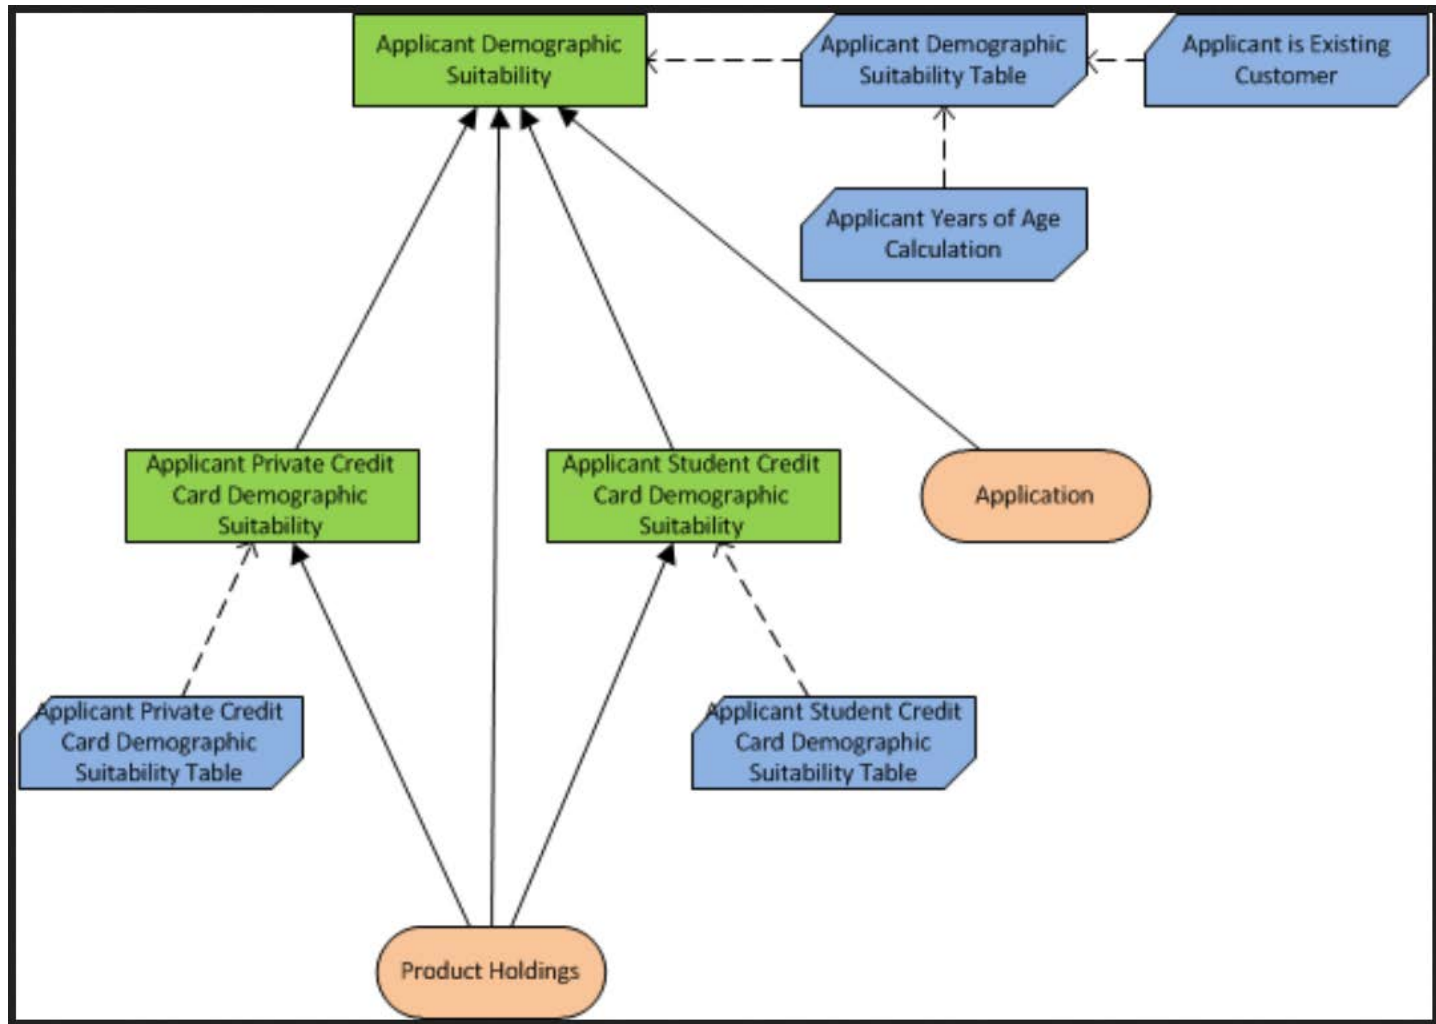 Applicant Demographic
Suitability
Applicant Demographic
Suitability Table
Applicant is Existing
Customer
Applicant Years of Age
Calculation
Applicant Private Credit
Card Demographic
Suitability
Applicant Student Credit
Card Demographic
Suitability
Application
Applicant Private Credit
Card Demographic
Suitability Table
Applicant Student Credit
Card Demographic
Suitability Table
Product Holdings